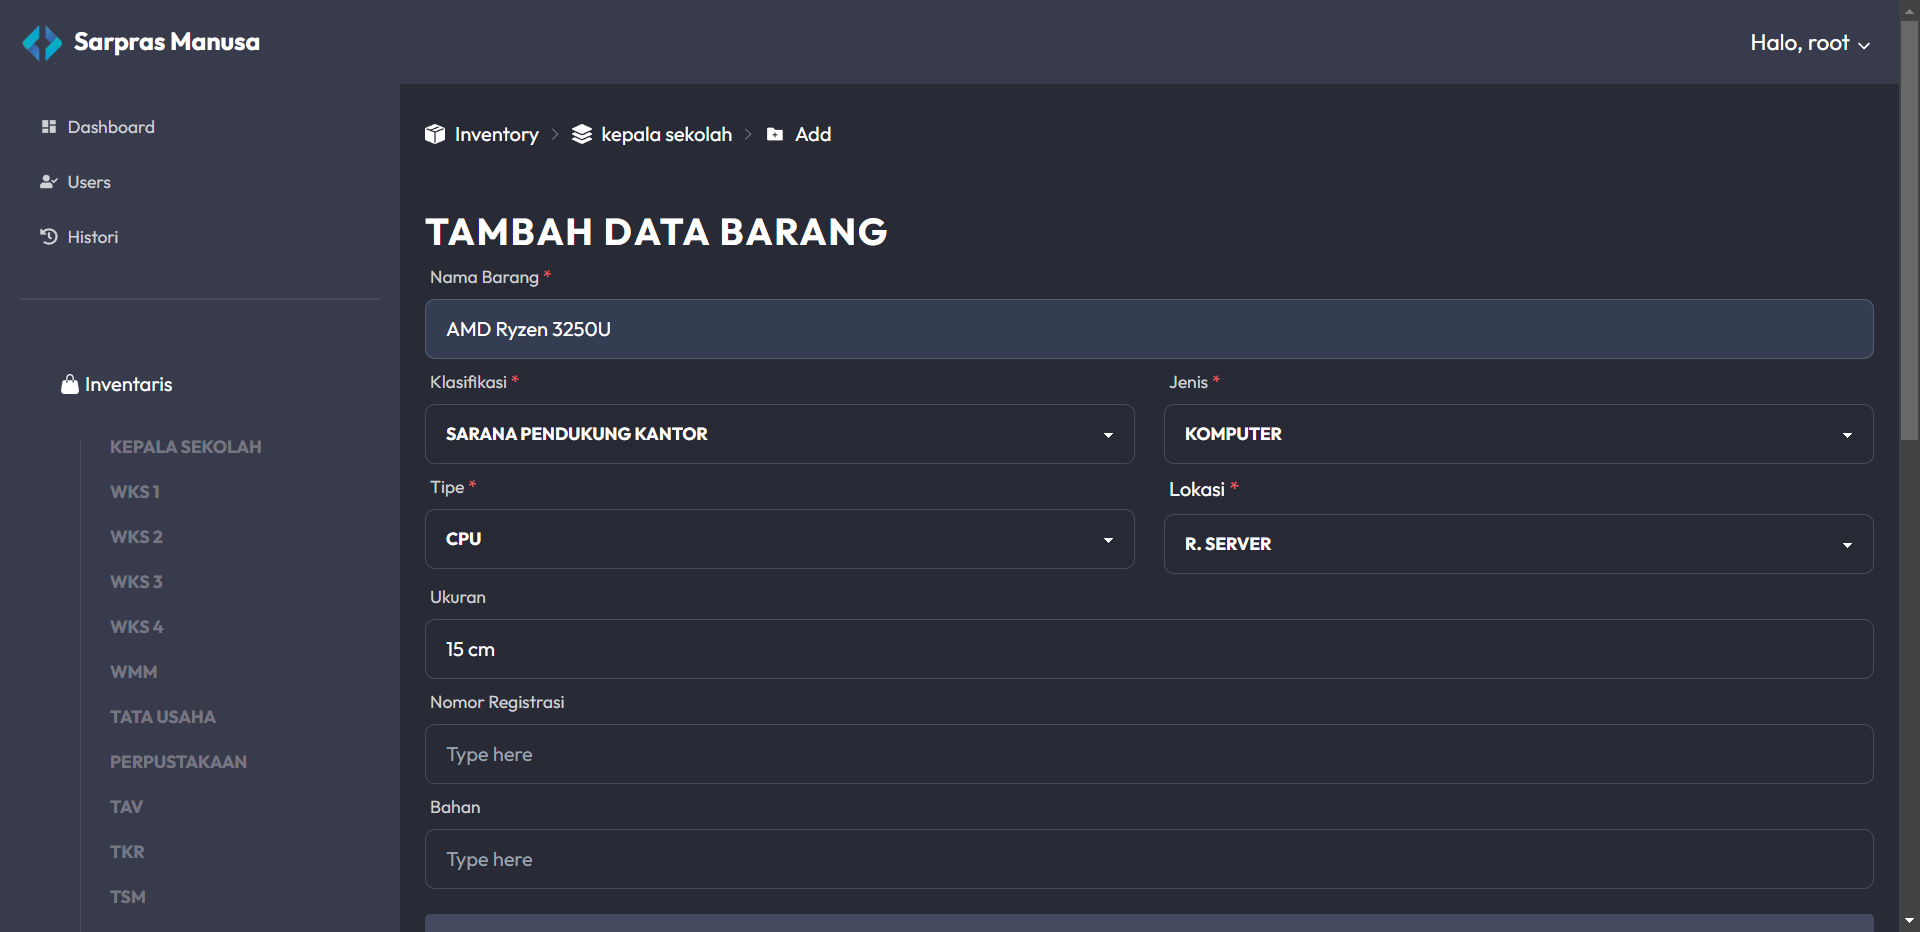 Sarpras Manusa
Halo, root
Dashboard
Users
Histori
Inventaris
KEPALA SEKOLAH
WKS 1
WKS 2
WKS 3
WKS 4
WMM
TATA USAHA
PERPUSTAKAAN
TAV
TKR
TSM
Inventory > kepala sekolah > Add
TAMBAH DATA BARANG
Nama Barang *
AMD Ryzen 3250U
Klasifikasi *
SARANA PENDUKUNG KANTOR
Jenis *
KOMPUTER
Tipe *
CPU
Lokasi *
R. SERVER
Ukuran
15 cm
Nomor Registrasi
Type here
Bahan
Type here